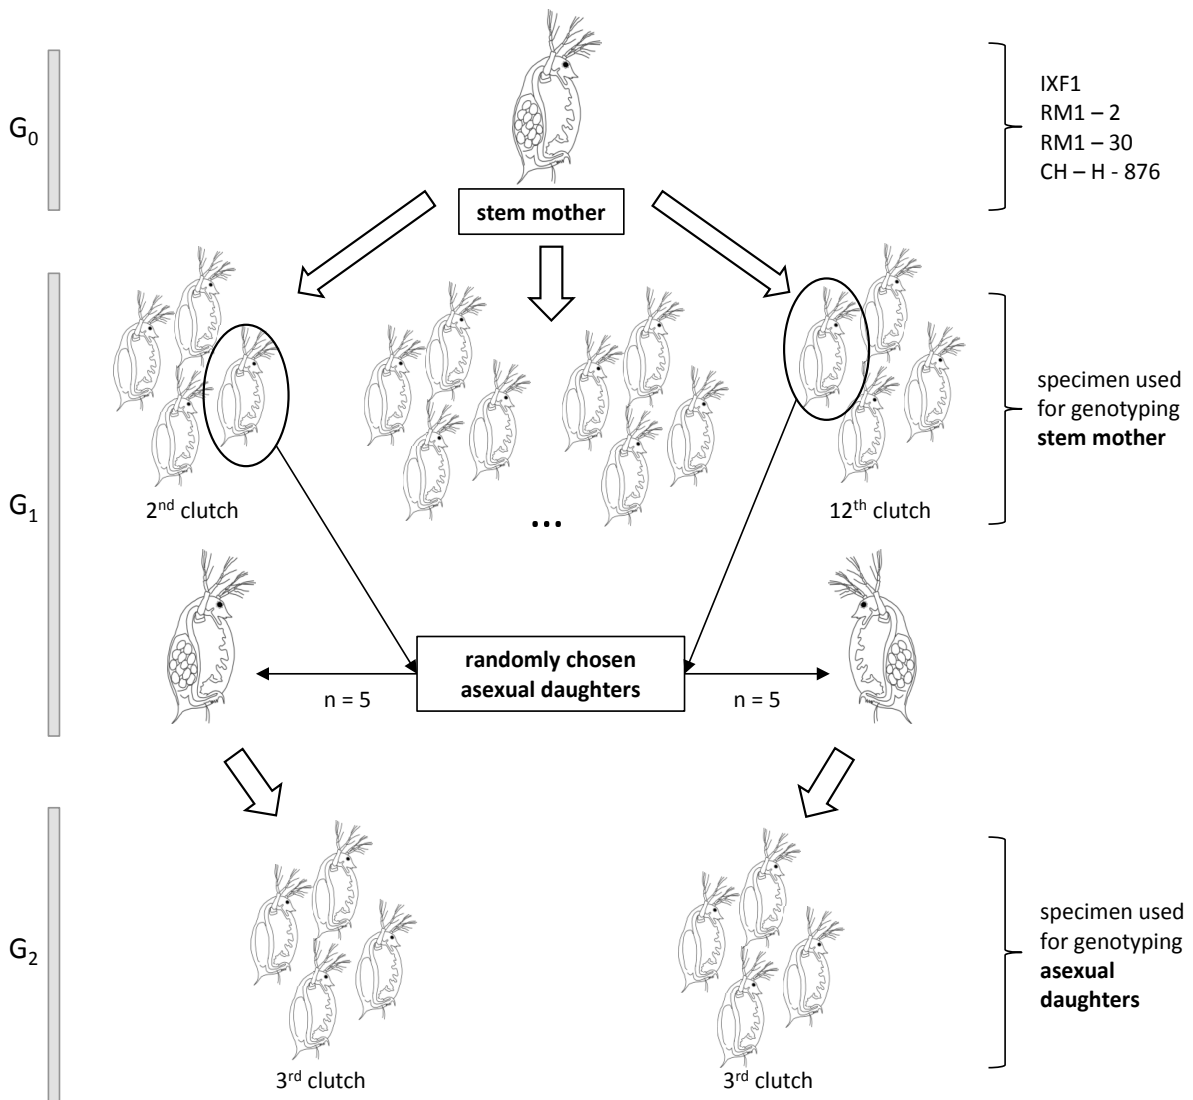 G0
IXF1
RM1 – 2
RM1 – 30
CH – H - 876
stem mother
specimen used
for genotyping
stem mother
2nd clutch
12th clutch
...
G1
randomly chosen
asexual daughters
n = 5
n = 5
G2
specimen used
for genotyping
asexual
daughters
3rd clutch
3rd clutch